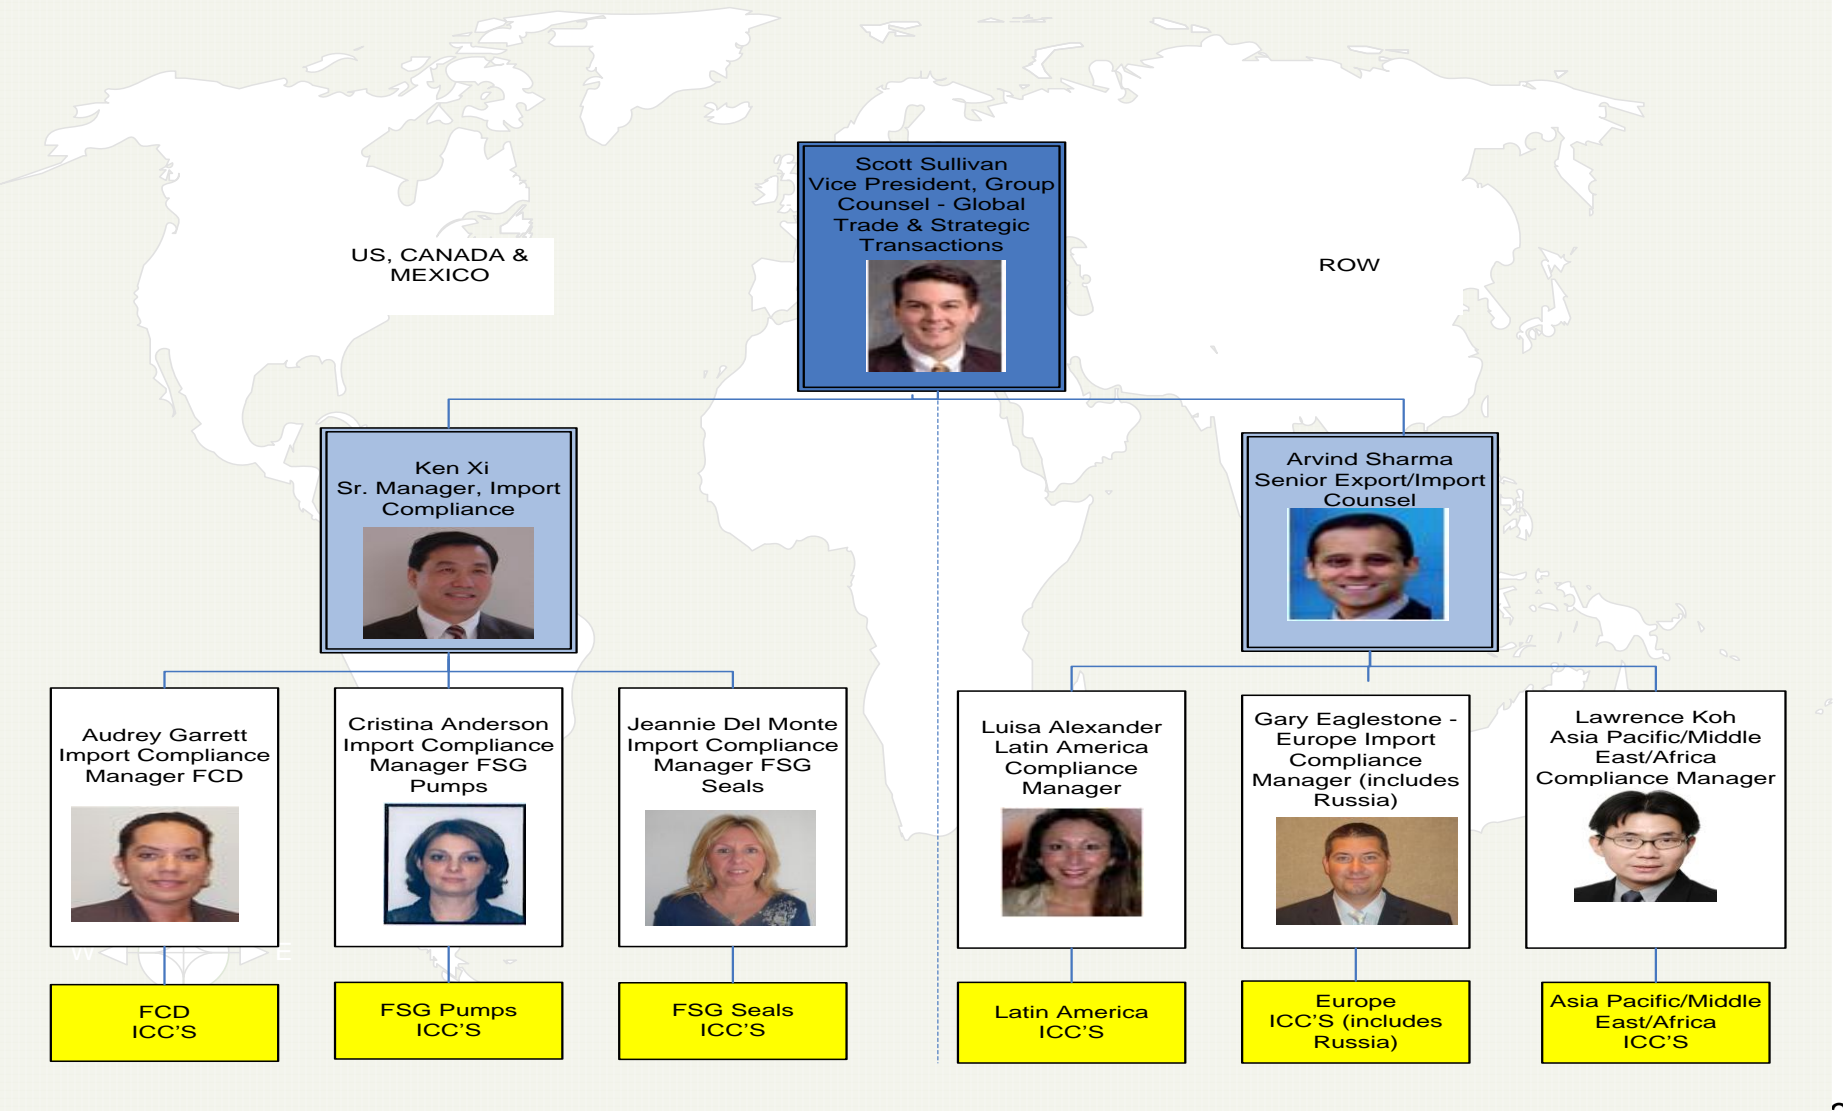 Scott Sullivan
Vice President, Group
Counsel - Global
Trade & Strategic
Transactions
US, CANADA &
MEXICO
ROW
Ken Xi
Sr. Manager, Import
Compliance
Arvind Sharma
Senior Export/Import
Counsel
Audrey Garrett
Import Compliance
Manager FCD
Cristina Anderson
Import Compliance
Manager FSG
Pumps
Jeannie Del Monte
Import Compliance
Manager FSG
Seals
Luisa Alexander
Latin America
Compliance
Manager
Gary Eaglestone -
Europe Import
Compliance
Manager (includes
Russia)
Lawrence Koh
Asia Pacific/Middle
East/Africa
Compliance Manager
W
E
FCD
ICC’S
FSG Pumps
ICC’S
FSG Seals
ICC’S
Latin America
ICC’S
Europe
ICC’S (includes
Russia)
Asia Pacific/Middle
East/Africa
ICC’S